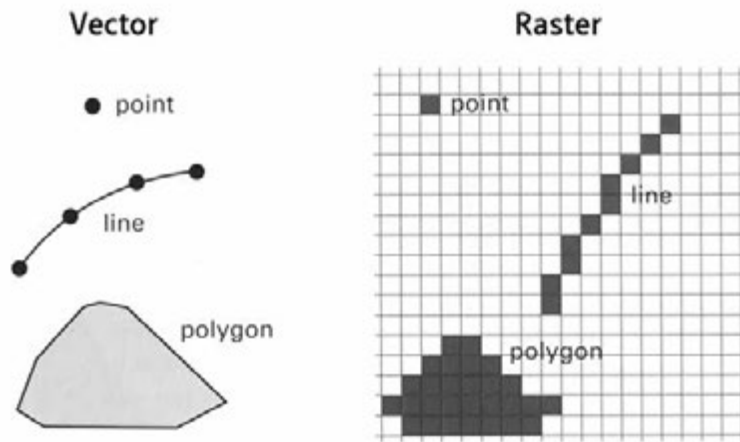 Vector
point
line
polygon
Raster
point
line
polygon